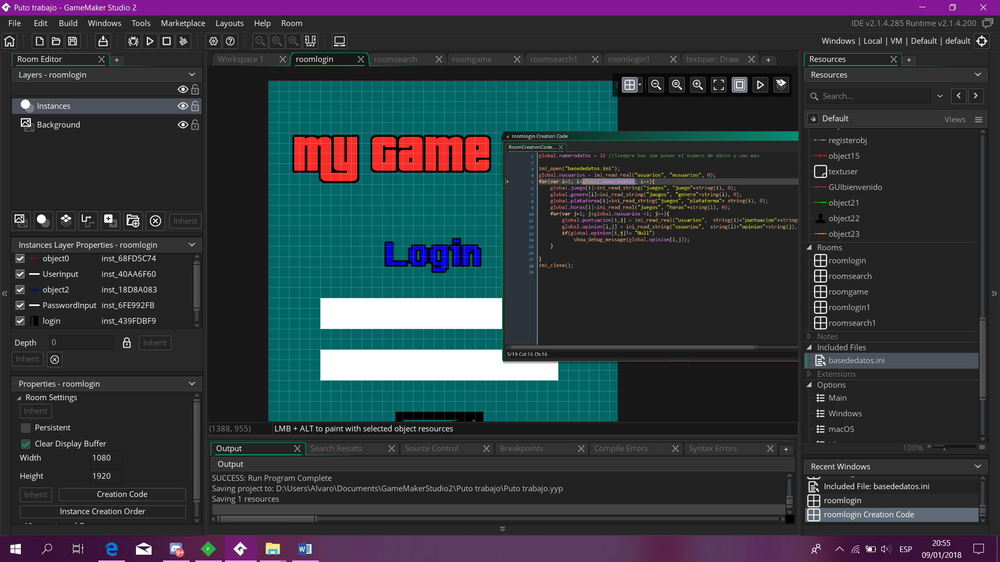 Puto trabajo - GameMaker Studio 2
File Edit Build Windows Tools Marketplace Layouts Help Room
IDE v2.1.4.285 Runtime v2.1.4.200
Windows | Local | VM | Default | default
Room Editor
Layers - roomlogin
Instances
Background
Inherit
Instances Layer Properties - roomlogin
object0 inst_68FD5C74
UserInput inst_40AA6F60
object2 inst_18D8A083
PasswordInput inst_6FE992FB
login inst_439FDBF9
Depth 0 Inherit
Inherit
Properties - roomlogin
Room Settings
Inherit
Persistent
Clear Display Buffer
Width 1080
Height 1920
Inherit Creation Code
Instance Creation Order
Workspace 1 roomlogin roomsearch roomgame roomsearch1 roomlogin1 textuser: Draw
my Game
Login
roomlogin Creation Code
RoomCreationCode....
1 global.numerodatos = 22 //Siempre hay que poner el numero de datos y uno mas
2
3 ini_open("basededatos.ini");
4 global.nusuarios = ini_read_real("usuarios", "nusuarios", 0);
5 for(var i=1; i<global.numerodatos; i++){
6 global.juego[i]=ini_read_string("juegos", "juego"+string(i), 0);
7 global.genero[i]=ini_read_string("juegos", "genero"+string(i), 0);
8 global.plataforma[i]=ini_read_string("juegos", "plataforma"+ string(i), 0);
9 global.horas[i]=ini_read_real("juegos", "horas"+string(i), 0);
10 for(var j=1; j<global.nusuarios +1; j++){
11 global.puntuacion[i,j] = ini_read_real("usuarios", string(i)+"puntuacion"+string(
12 global.opinion[i,j] = ini_read_string("usuarios", string(i)+"opinion"+string(j),
13 if(global.opinion[i,j]!= "Null")
14 show_debug_message(global.opinion[i,j]);
15 }
16
17 }
18 ini_close();
19
5/19 Col:16 Ch:16
(1388, 955) LMB + ALT to paint with selected object resources
Output Search Results Source Control Breakpoints Compile Errors Syntax Errors
Output
SUCCESS: Run Program Complete
Saving project to: D:\Users\Alvaro\Documents\GameMakerStudio2\Puto trabajo\Puto trabajo.yyp
Saving 1 resources
Resources
Resources
Search...
Default Views
registerobj
object15
textuser
GUIbienvenido
object21
object22
object23
Rooms
roomlogin
roomsearch
roomgame
roomlogin1
roomsearch1
Notes
Included Files
basededatos.ini
Extensions
Options
Main
Windows
macOS
100%
Recent Windows
Included File: basededatos.ini
roomlogin
roomlogin Creation Code
9+
ESP
20:55
09/01/2018